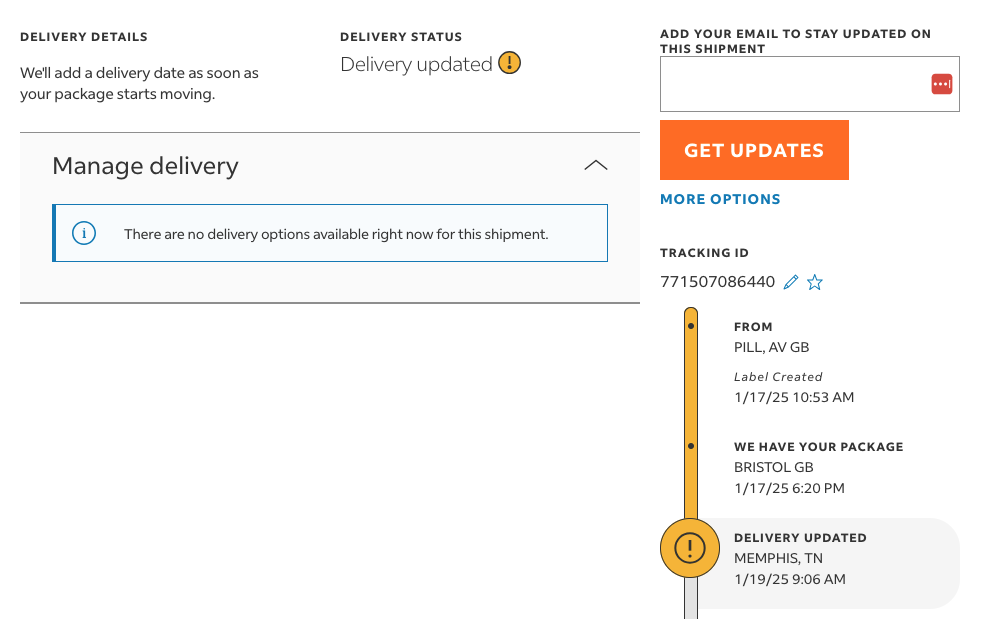 DELIVERY DETAILS
We'll add a delivery date as soon as
your package starts moving.
DELIVERY STATUS
Delivery updated
Manage delivery
There are no delivery options available right now for this shipment.
ADD YOUR EMAIL TO STAY UPDATED ON
THIS SHIPMENT
GET UPDATES
MORE OPTIONS
TRACKING ID
771507086440
FROM
PILL, AV GB
Label Created
1/17/25 10:53 AM
WE HAVE YOUR PACKAGE
BRISTOL GB
1/17/25 6:20 PM
DELIVERY UPDATED
MEMPHIS, TN
1/19/25 9:06 AM